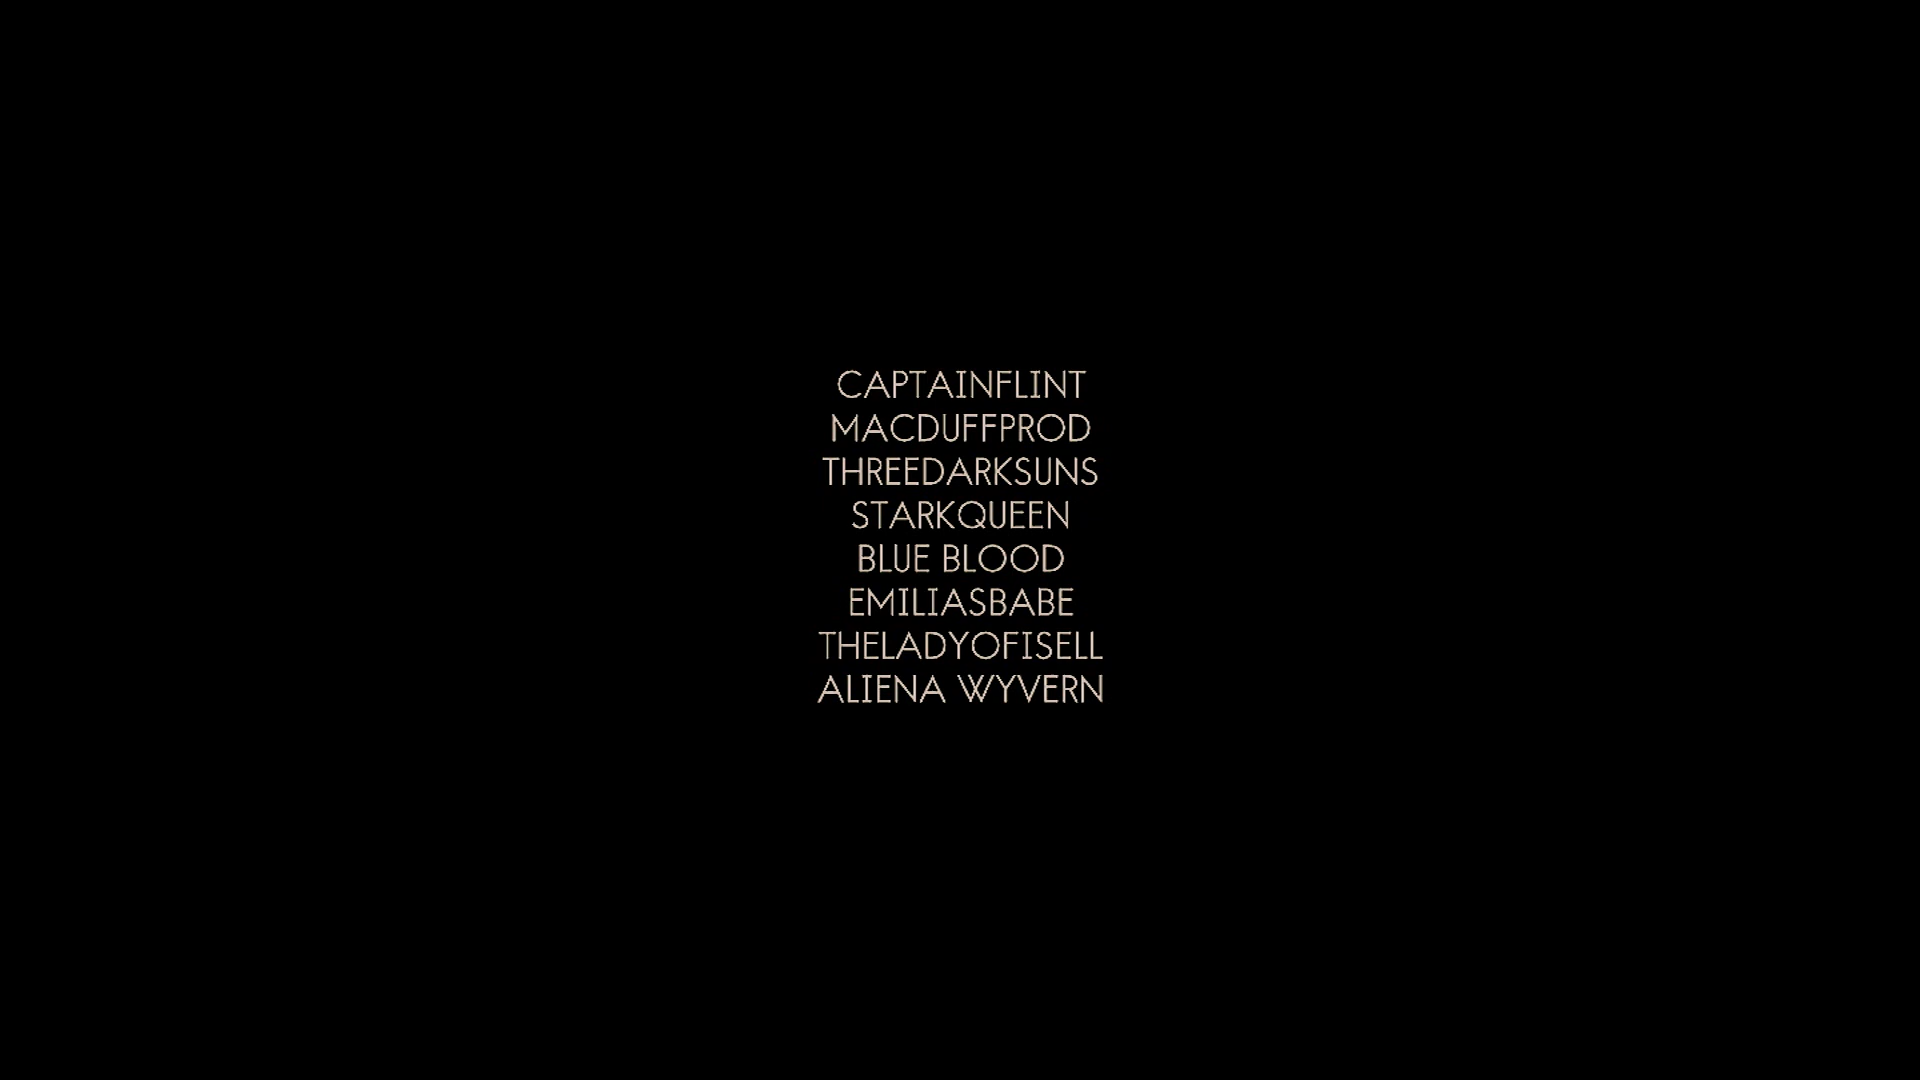 CAPTAINFLINT
MACDUFFPROD
THREEDARKSUNS
STARKQUEEN
BLUE BLOOD
EMILIASBABE
THELADYOFISELL
ALIENA WYVERN